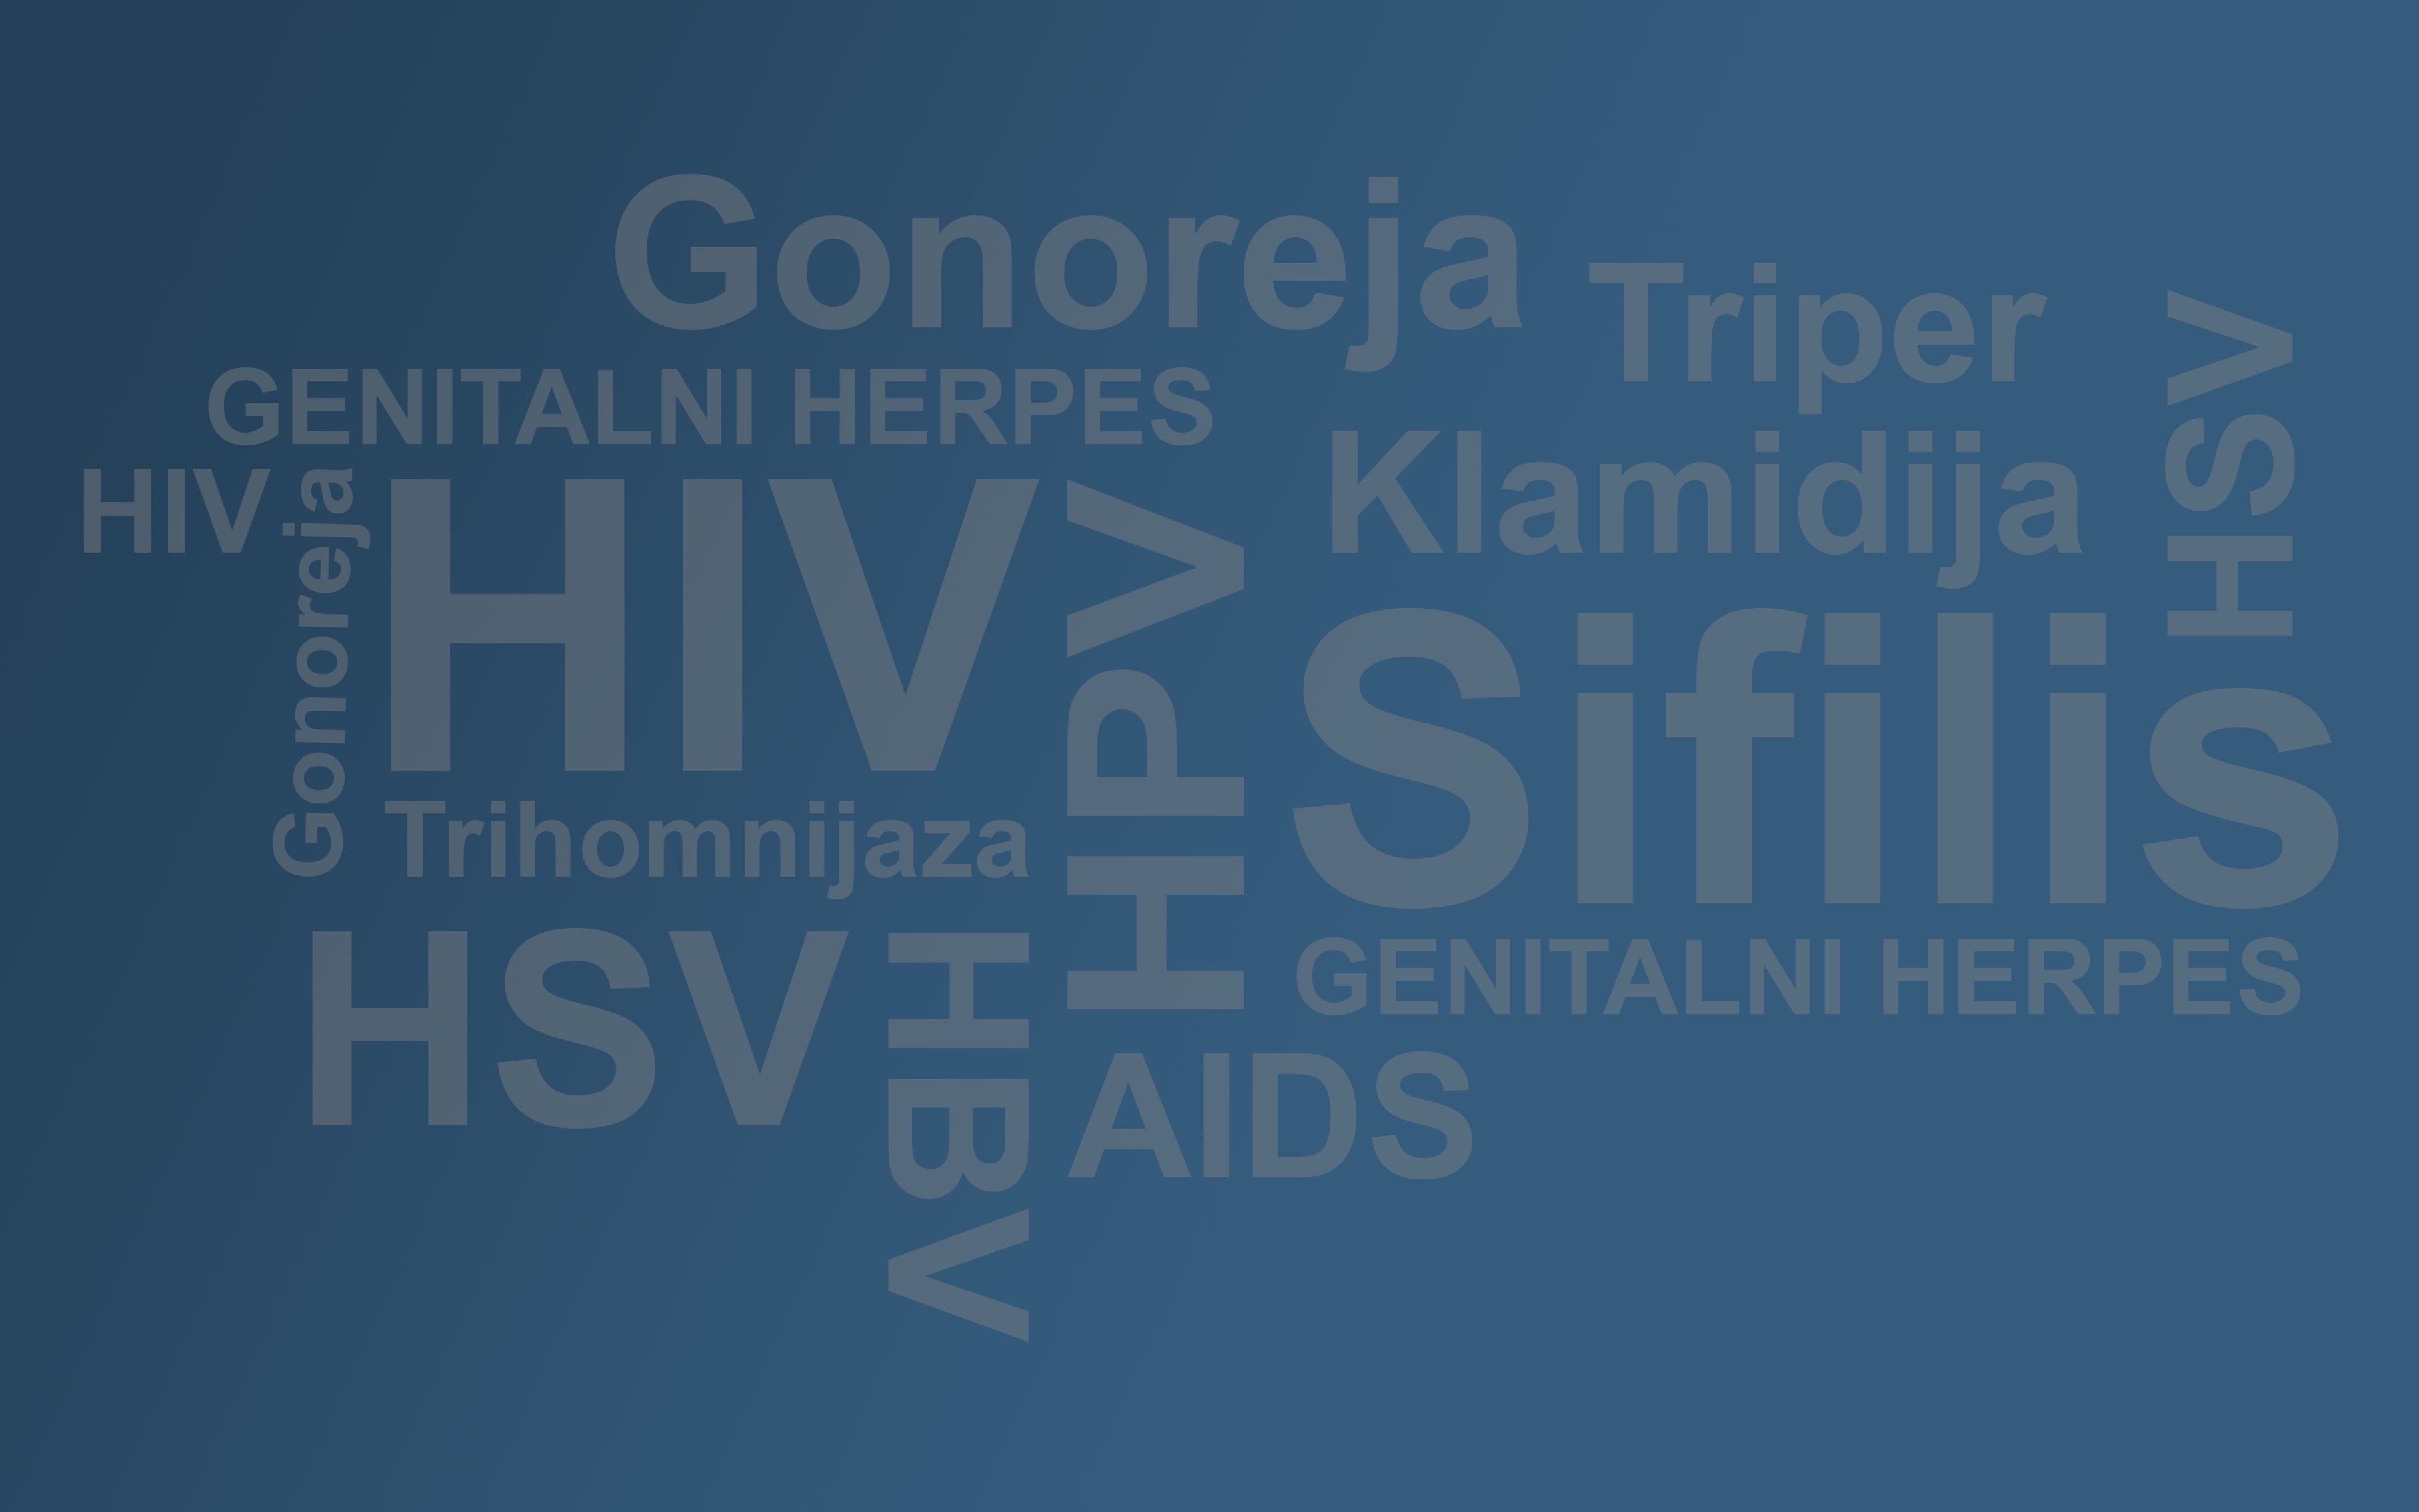 Gonoreja
Triper
HSV
GENITALNI HERPES
Klamidija
HIV
Gonoreja
HIV
HPV
Sifilis
Trihomnijaza
HSV
HBV
GENITALNI HERPES
AIDS